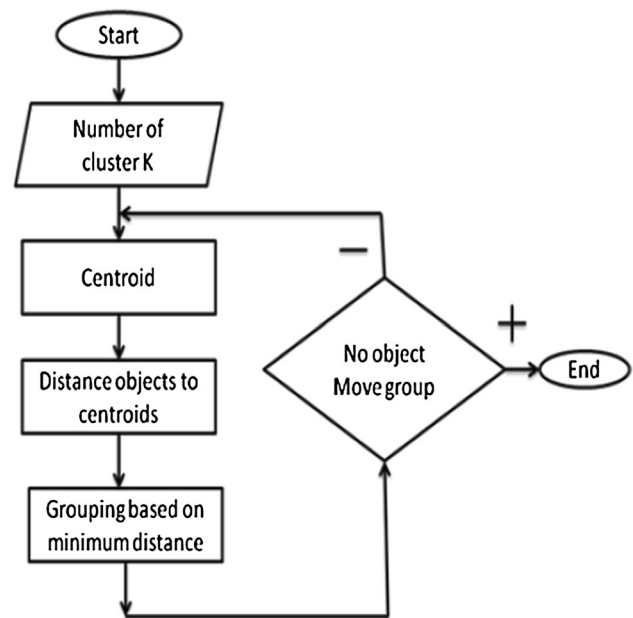 Start
Number of
cluster K
Centroid
Distance objects to
centroids
Grouping based on
minimum distance
−
No object
Move group
+
End